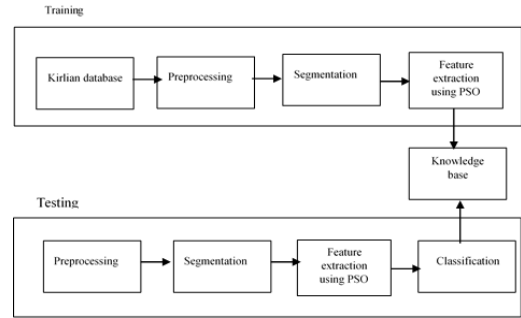 Training
Kirlian database
Preprocessing
Segmentation
Feature
extraction
using PSO
Knowledge
base
Testing
Preprocessing
Segmentation
Feature
extraction
using PSO
Classification